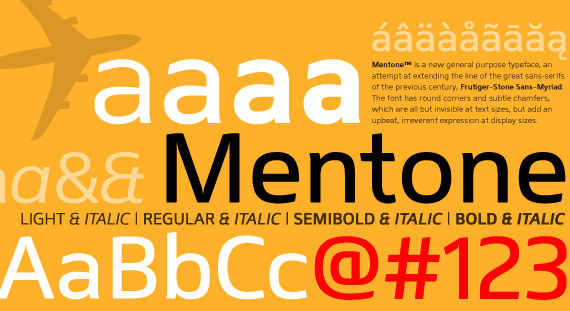 áâäàåãāăą
aaaa
Mentone™ is a new general purpose typeface, an
attempt at extending the line of the great sans-serifs
of the previous century, Frutiger–Stone Sans–Myriad.
The font has round corners and subtle chamfers,
which are all but invisible at text sizes, but add an
upbeat, irreverent expression at display sizes.
a&& Mentone
LIGHT & ITALIC | REGULAR & ITALIC | SEMIBOLD & ITALIC | BOLD & ITALIC
AaBbCc@#123